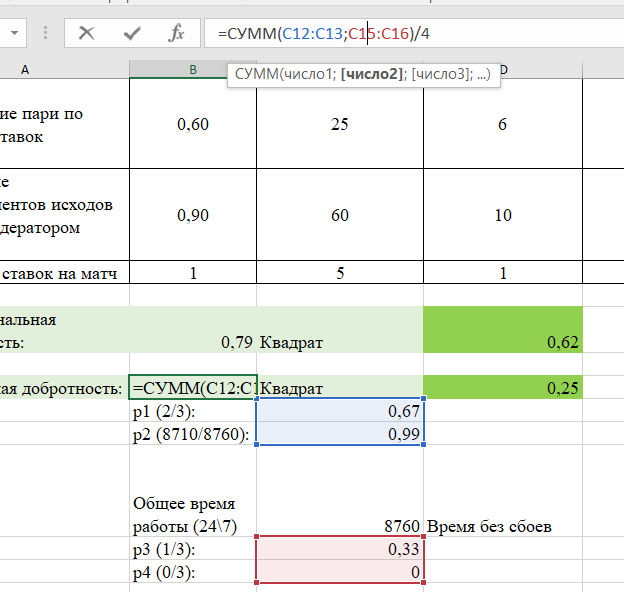 =СУММ(C12:C13;C15:C16)/4
СУММ(число1; [число2]; [число3]; ...)
A B D
ие пари по
тавок
0,60 25 6
е
ентов исходов
дератором
0,90 60 10
ставок на матч 1 5 1
нальная
сть: 0,79 Квадрат 0,62
ая добротность: =СУММ(C12:C1 Квадрат 0,25
p1 (2/3): 0,67
p2 (8710/8760): 0,99
Общее время
работы (24\7) 8760 Время без сбоев
p3 (1/3): 0,33
p4 (0/3): 0